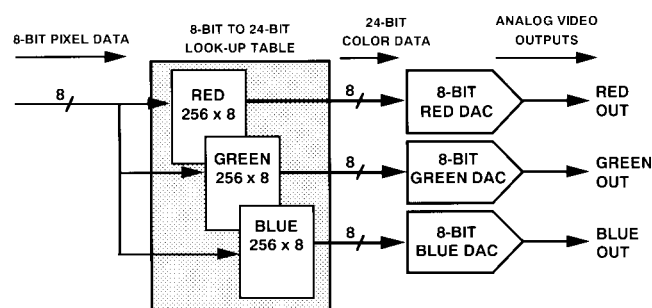 8-BIT PIXEL DATA
8-BIT TO 24-BIT
LOOK-UP TABLE
24-BIT
COLOR DATA
ANALOG VIDEO
OUTPUTS
8
RED
256 x 8
8
8-BIT
RED DAC
RED
OUT
GREEN
256 x 8
8
8-BIT
GREEN DAC
GREEN
OUT
BLUE
256 x 8
8
8-BIT
BLUE DAC
BLUE
OUT